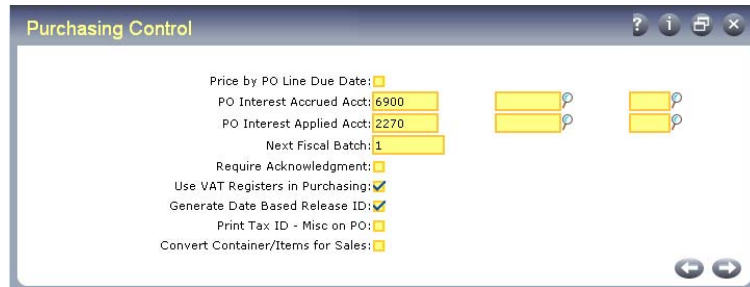 Purchasing Control ? i
Price by PO Line Due Date:
PO Interest Accrued Acct: 6900
PO Interest Applied Acct: 2270
Next Fiscal Batch: 1
Require Acknowledgment:
Use VAT Registers in Purchasing:
Generate Date Based Release ID:
Print Tax ID - Misc on PO:
Convert Container/Items for Sales: